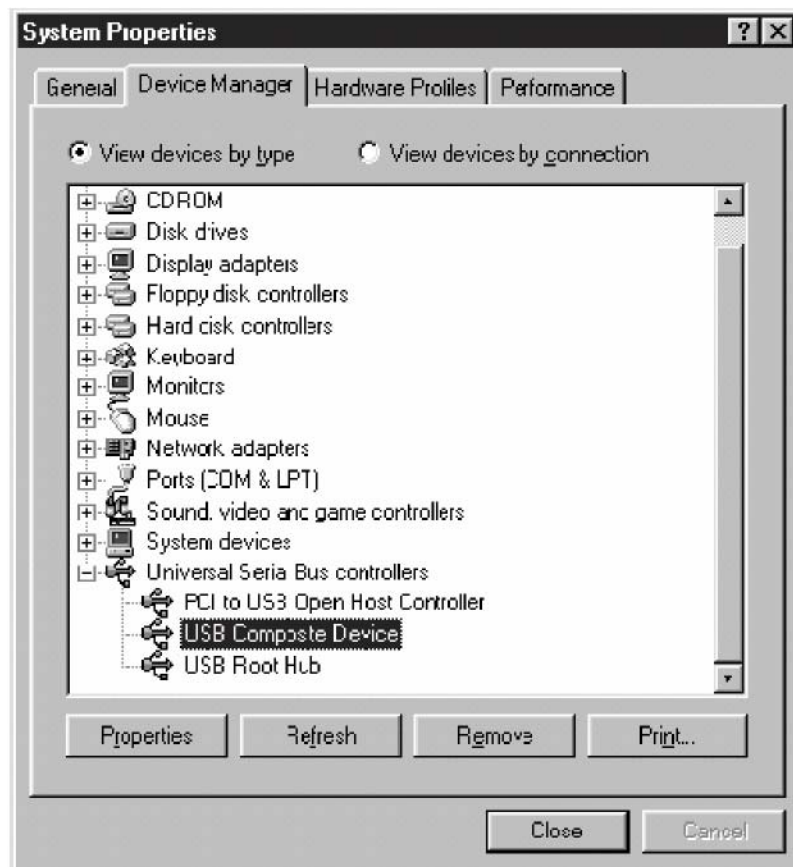 System Properties
General Device Manager Hardware Profiles Performance
View devices by type View devices by connection
CDROM
Disk drives
Display adapters
Floppy disk controllers
Hard disk controllers
Keyboard
Monitors
Mouse
Network adapters
Ports (COM & LPT)
Sound, video and game controllers
System devices
Universal Serial Bus controllers
PCI to USB Open Host Controller
USB Composite Device
USB Root Hub
Properties Refresh Remove Print...
Close Cancel